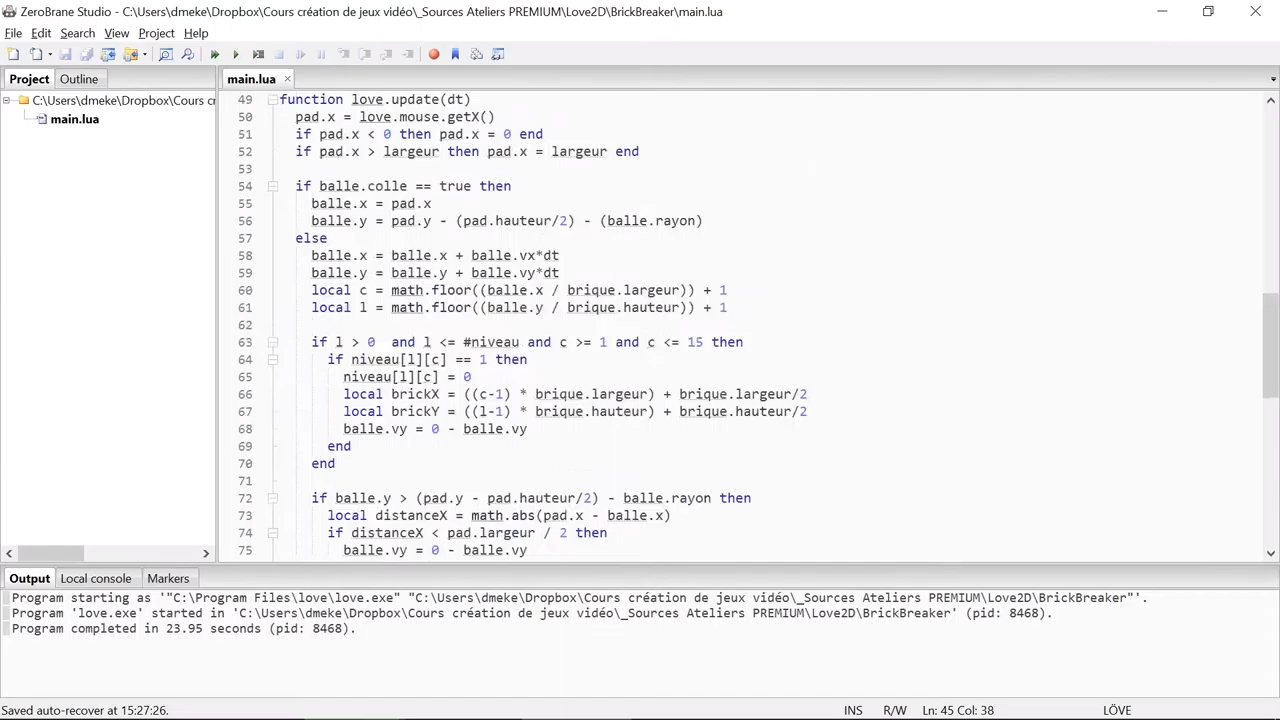 ZeroBrane Studio - C:\Users\dmeke\Dropbox\Cours création de jeux vidéo\_Sources Ateliers PREMIUM\Love2D\BrickBreaker\main.lua
File Edit Search View Project Help
Project Outline
main.lua
C:\Users\dmeke\Dropbox\Cours cr
main.lua
49 function love.update(dt)
50 pad.x = love.mouse.getX()
51 if pad.x < 0 then pad.x = 0 end
52 if pad.x > largeur then pad.x = largeur end
53
54 if balle.colle == true then
55 balle.x = pad.x
56 balle.y = pad.y - (pad.hauteur/2) - (balle.rayon)
57 else
58 balle.x = balle.x + balle.vx*dt
59 balle.y = balle.y + balle.vy*dt
60 local c = math.floor((balle.x / brique.largeur)) + 1
61 local l = math.floor((balle.y / brique.hauteur)) + 1
62
63 if l > 0  and l <= #niveau and c >= 1 and c <= 15 then
64 if niveau[l][c] == 1 then
65 niveau[l][c] = 0
66 local brickX = ((c-1) * brique.largeur) + brique.largeur/2
67 local brickY = ((l-1) * brique.hauteur) + brique.hauteur/2
68 balle.vy = 0 - balle.vy
69 end
70 end
71
72 if balle.y > (pad.y - pad.hauteur/2) - balle.rayon then
73 local distanceX = math.abs(pad.x - balle.x)
74 if distanceX < pad.largeur / 2 then
75 balle.vy = 0 - balle.vy
Output Local console Markers
Program starting as '"C:\Program Files\love\love.exe" "C:\Users\dmeke\Dropbox\Cours création de jeux vidéo\_Sources Ateliers PREMIUM\Love2D\BrickBreaker"'.
Program 'love.exe' started in 'C:\Users\dmeke\Dropbox\Cours création de jeux vidéo\_Sources Ateliers PREMIUM\Love2D\BrickBreaker' (pid: 8468).
Program completed in 23.95 seconds (pid: 8468).
Saved auto-recover at 15:27:26. INS R/W Ln: 45 Col: 38 LÖVE